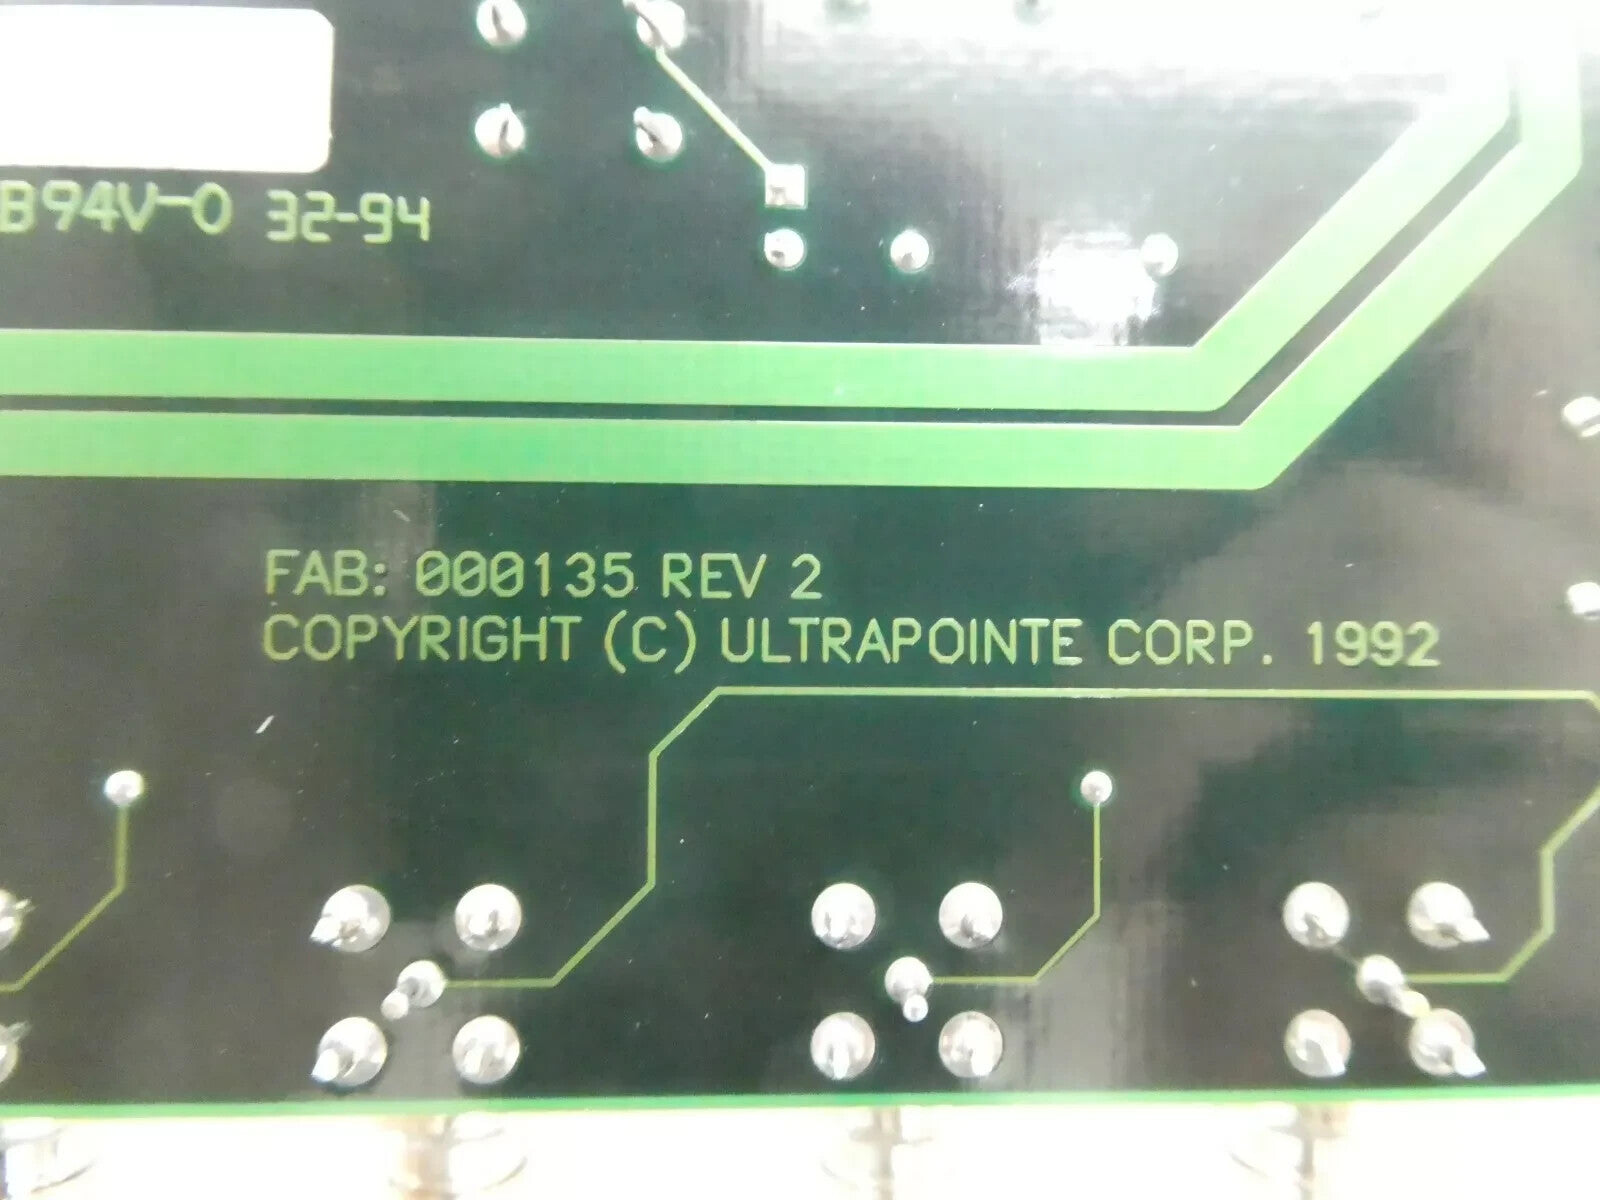 B94V-0 32-94
FAB: 000135 REV 2
COPYRIGHT (C) ULTRAPOINTE CORP. 1992